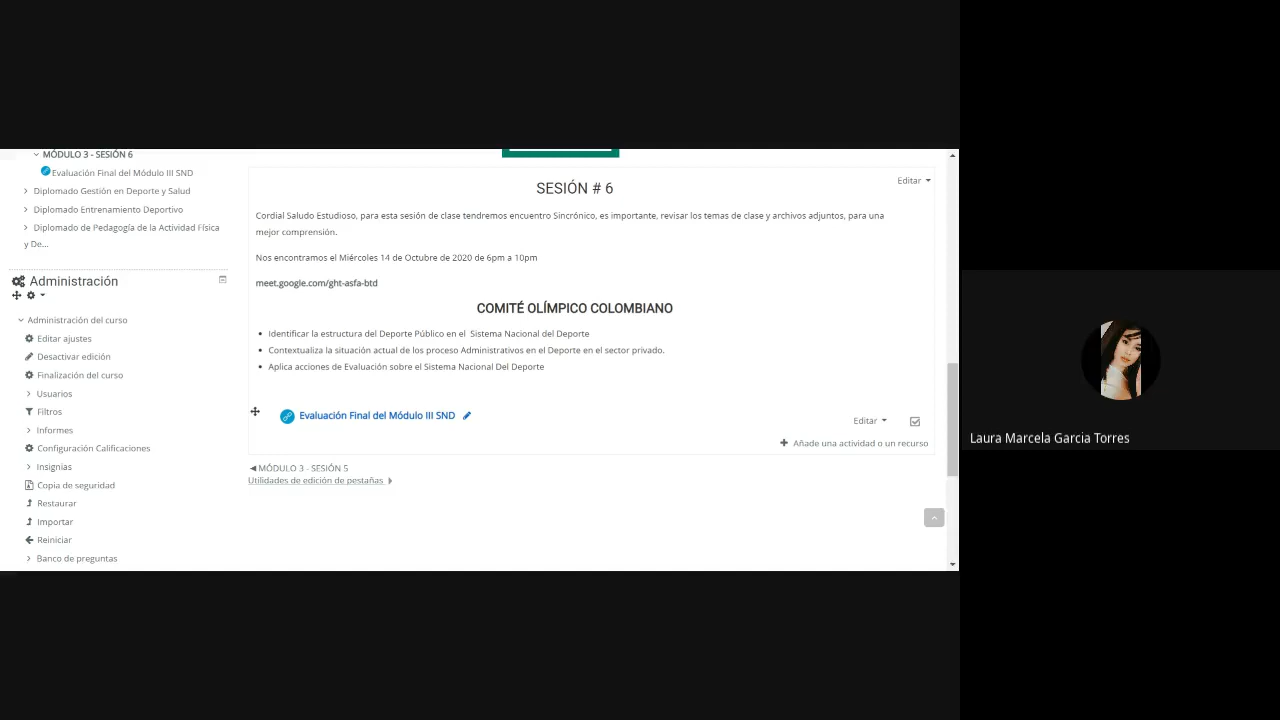 MÓDULO 3 - SESIÓN 6
Evaluación Final del Módulo III SND
Diplomado Gestión en Deporte y Salud
Diplomado Entrenamiento Deportivo
Diplomado de Pedagogía de la Actividad Física
y De...
Administración
Administración del curso
Editar ajustes
Desactivar edición
Finalización del curso
Usuarios
Filtros
Informes
Configuración Calificaciones
Insignias
Copia de seguridad
Restaurar
Importar
Reiniciar
Banco de preguntas
Editar
SESIÓN # 6
Cordial Saludo Estudioso, para esta sesión de clase tendremos encuentro Sincrónico, es importante, revisar los temas de clase y archivos adjuntos, para una
mejor comprensión.
Nos encontramos el Miércoles 14 de Octubre de 2020 de 6pm a 10pm
meet.google.com/ght-asfa-btd
COMITÉ OLÍMPICO COLOMBIANO
Identificar la estructura del Deporte Público en el Sistema Nacional del Deporte
Contextualiza la situación actual de los proceso Administrativos en el Deporte en el sector privado.
Aplica acciones de Evaluación sobre el Sistema Nacional Del Deporte
Evaluación Final del Módulo III SND
Editar
Añade una actividad o un recurso
MÓDULO 3 - SESIÓN 5
Utilidades de edición de pestañas
Laura Marcela Garcia Torres